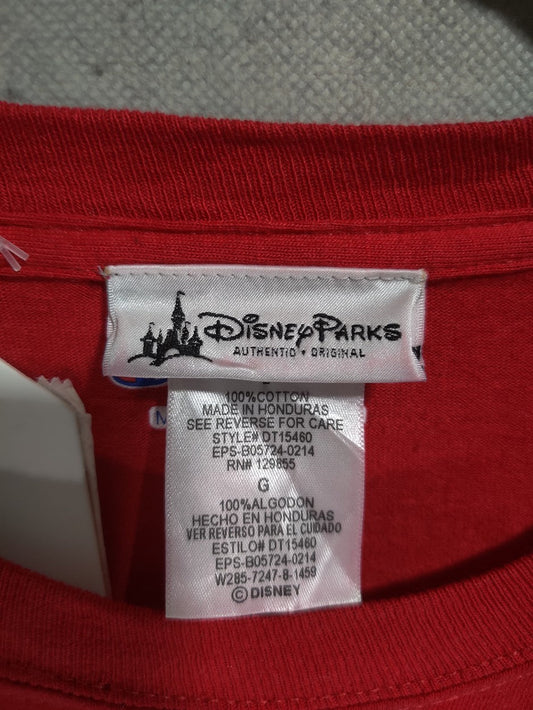 DISNEY PARKS
AUTHENTIC • ORIGINAL
100%COTTON
MADE IN HONDURAS
SEE REVERSE FOR CARE
STYLE# DT15460
EPS-B05724-0214
RN# 129855
G
100%ALGODON
HECHO EN HONDURAS
VER REVERSO PARA EL CUIDADO
ESTILO# DT15460
EPS-B05724-0214
W285-7247-8-1459
©DISNEY